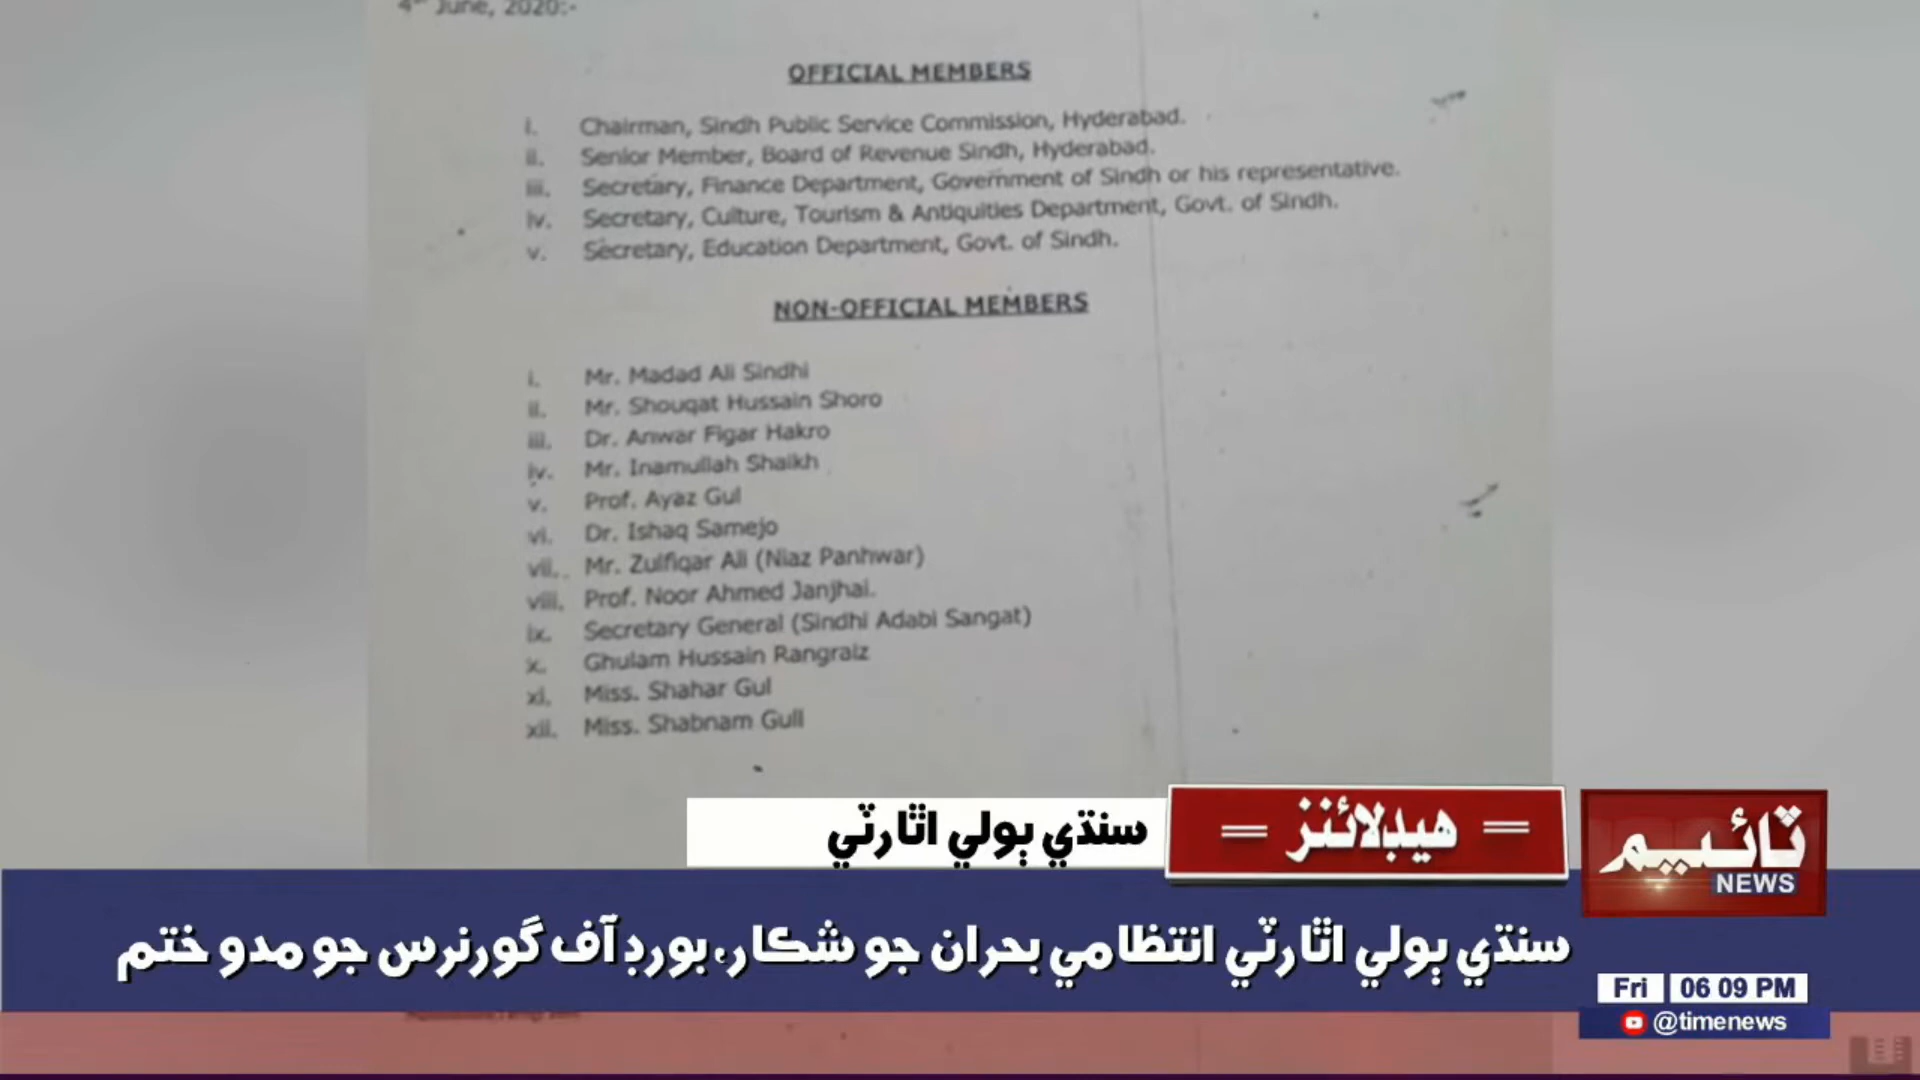 4th June, 2020:-
OFFICIAL MEMBERS
i. Chairman, Sindh Public Service Commission, Hyderabad.
ii. Senior Member, Board of Revenue Sindh, Hyderabad.
iii. Secretary, Finance Department, Government of Sindh or his representative.
iv. Secretary, Culture, Tourism & Antiquities Department, Govt. of Sindh.
v. Secretary, Education Department, Govt. of Sindh.
NON-OFFICIAL MEMBERS
i. Mr. Madad Ali Sindhi
ii. Mr. Shouqat Hussain Shoro
iii. Dr. Anwar Figar Hakro
iv. Mr. Inamullah Shaikh
v. Prof. Ayaz Gul
vi. Dr. Ishaq Samejo
vii. Mr. Zulfiqar Ali (Niaz Panhwar)
viii. Prof. Noor Ahmed Janjhai.
ix. Secretary General (Sindhi Adabi Sangat)
x. Ghulam Hussain Rangraiz
xi. Miss. Shahar Gul
xii. Miss. Shabnam Gull
سنڌي ٻولي اٿارٽي
هيڊلائنز
ٽائيم
NEWS
سنڌي ٻولي اٿارٽي انتظامي بحران جو شڪار، بورڊ آف گورنرس جو مدو ختم
Fri 06 09 PM
@timenews